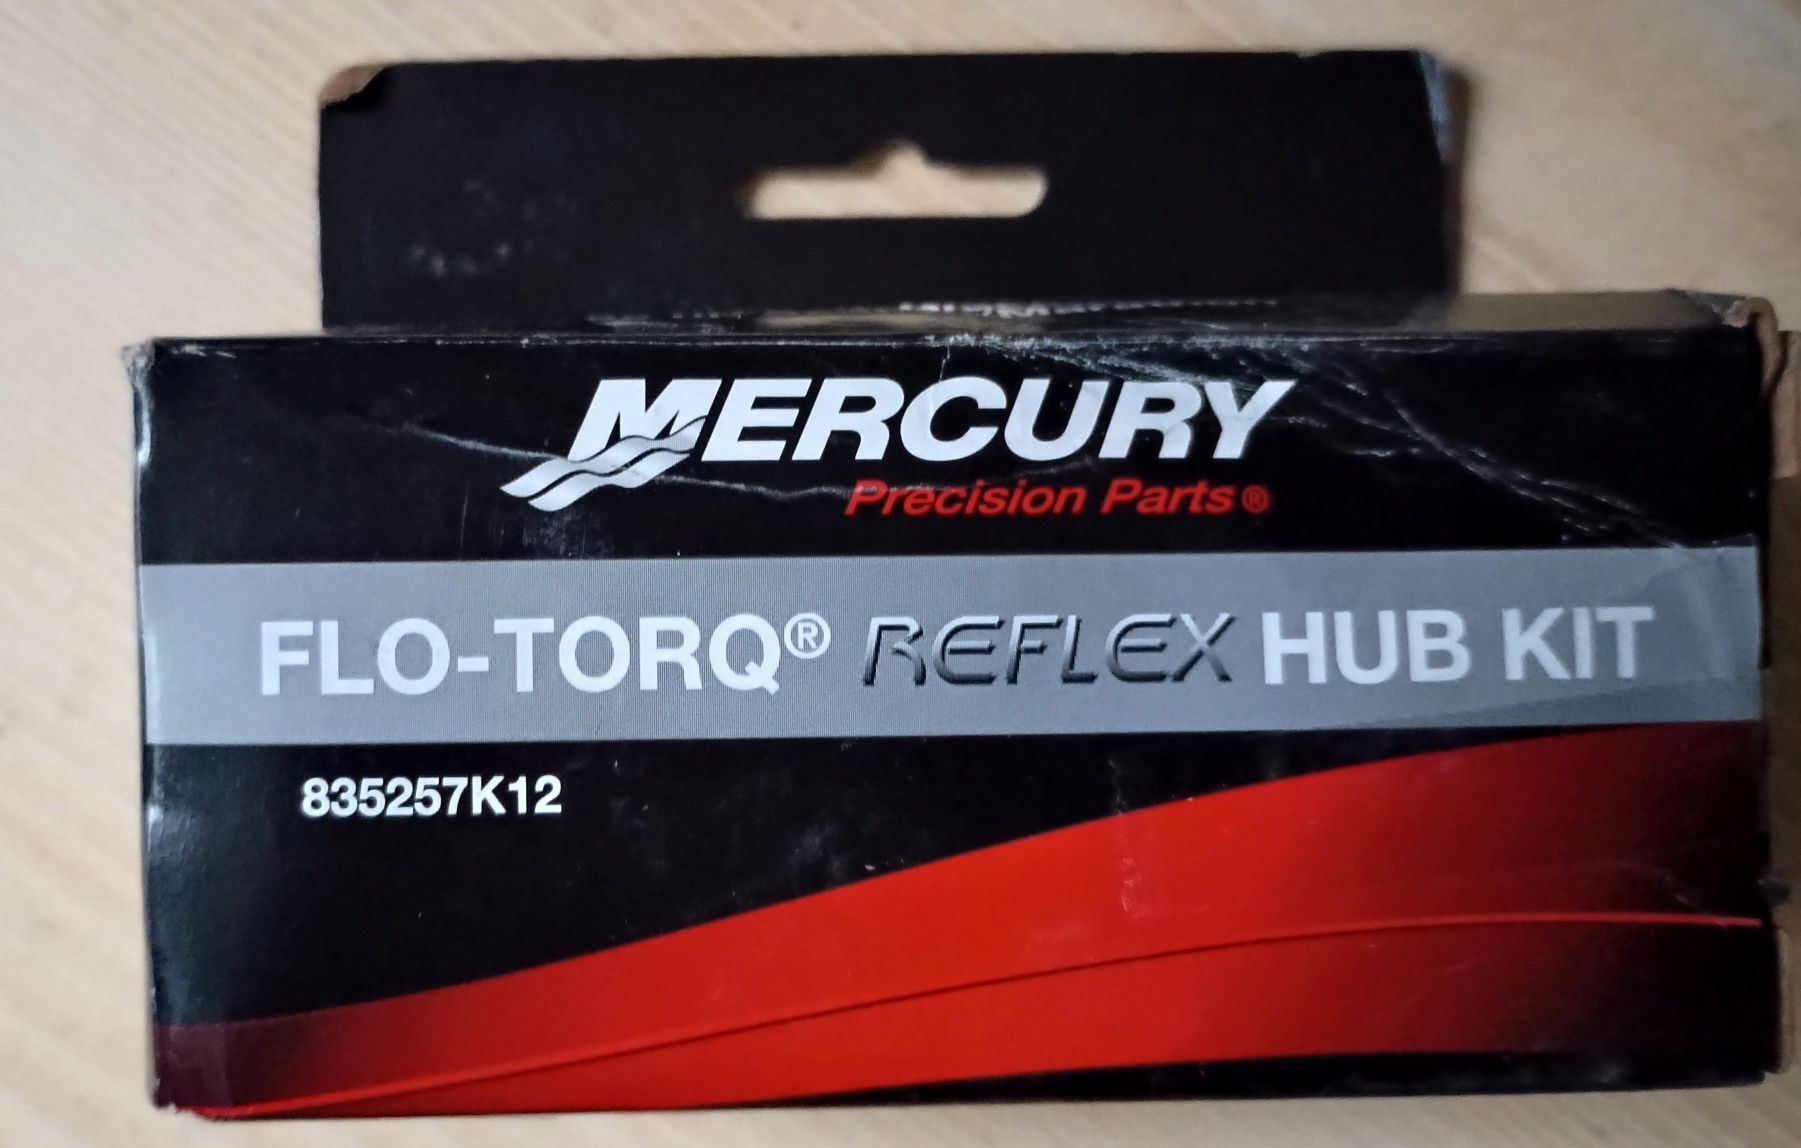 MERCURY
Precision Parts®
FLO-TORQ® REFLEX HUB KIT
835257K12